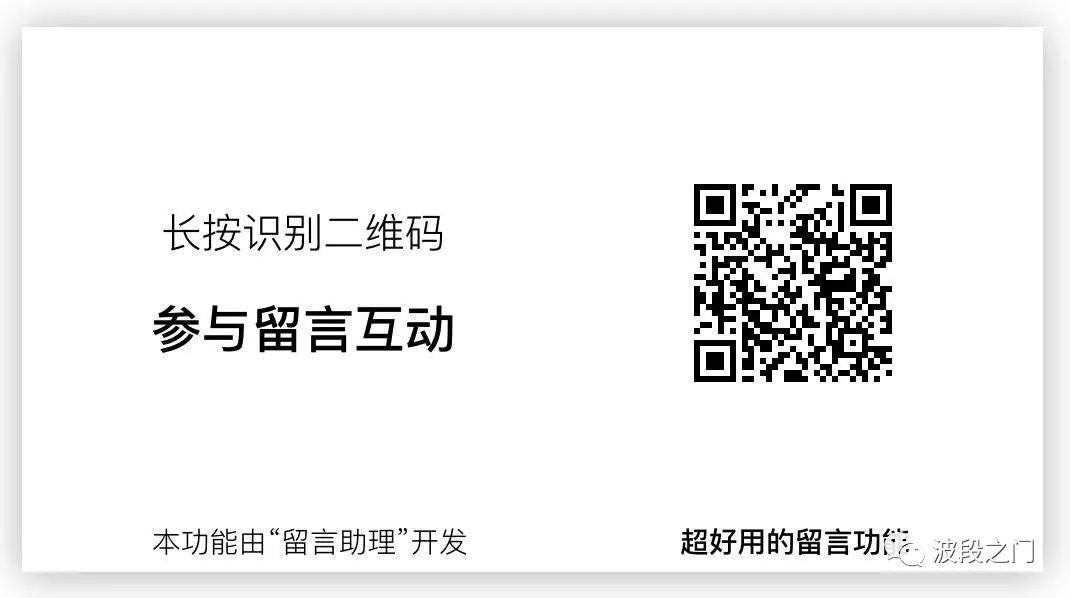 长按识别二维码
参与留言互动
本功能由“留言助理”开发
超好用的留言功能
波段之门